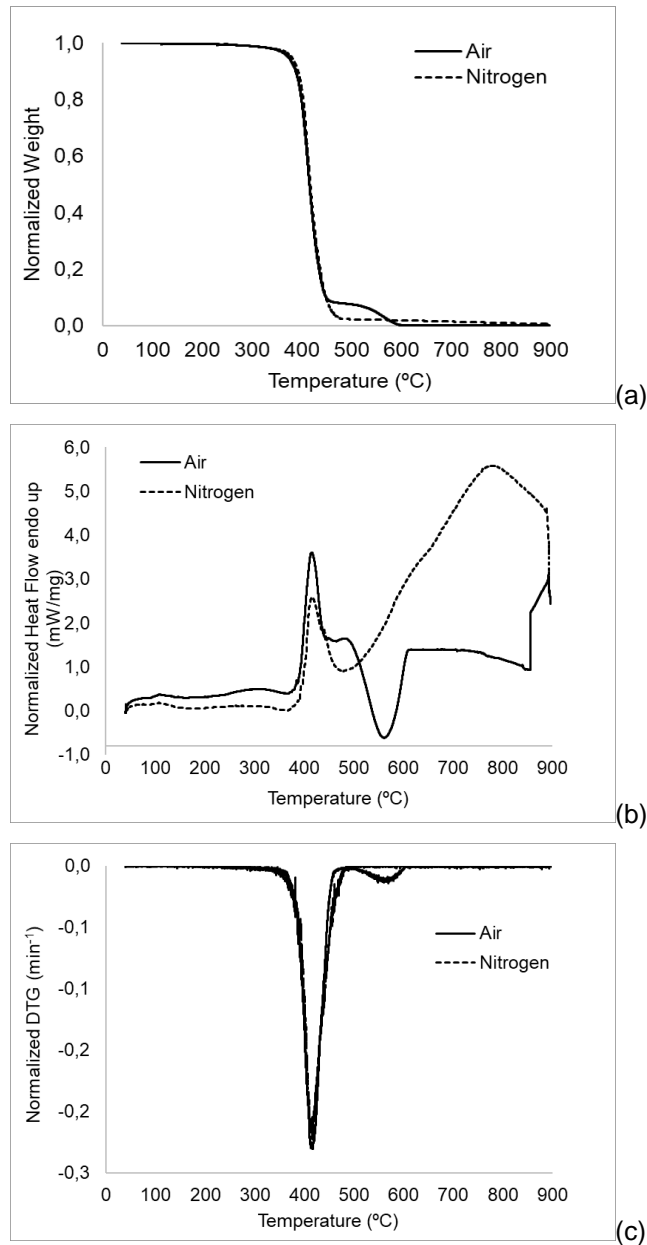 1,0
0,8
0,6
0,4
0,2
0,0
Normalized Weight
Air
Nitrogen
0 100 200 300 400 500 600 700 800 900
Temperature (ºC)
(a)
6,0
5,0
4,0
3,0
2,0
1,0
0,0
-1,0
Normalized Heat Flow endo up
(mW/mg)
Air
Nitrogen
0 100 200 300 400 500 600 700 800 900
Temperature (ºC)
(b)
0,0
-0,1
-0,1
-0,2
-0,2
-0,3
Normalized DTG (min⁻¹)
Air
Nitrogen
0 100 200 300 400 500 600 700 800 900
Temperature (ºC)
(c)